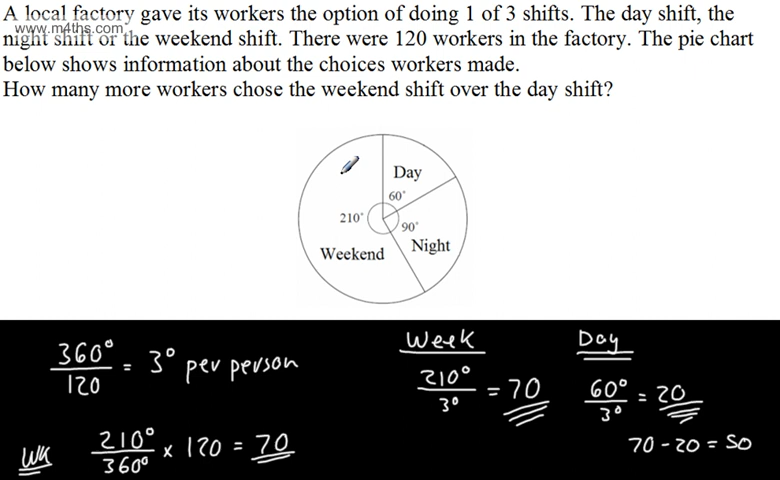 A local factory gave its workers the option of doing 1 of 3 shifts. The day shift, the
www.m4ths.com
night shift or the weekend shift. There were 120 workers in the factory. The pie chart
below shows information about the choices workers made.
How many more workers chose the weekend shift over the day shift?
Day
60°
210°
90°
Weekend
Night
360°/120 = 3° per person
Week
210°/3° = 70
Day
60°/3° = 20
70 - 20 = 50
WK 210°/360° x 120 = 70